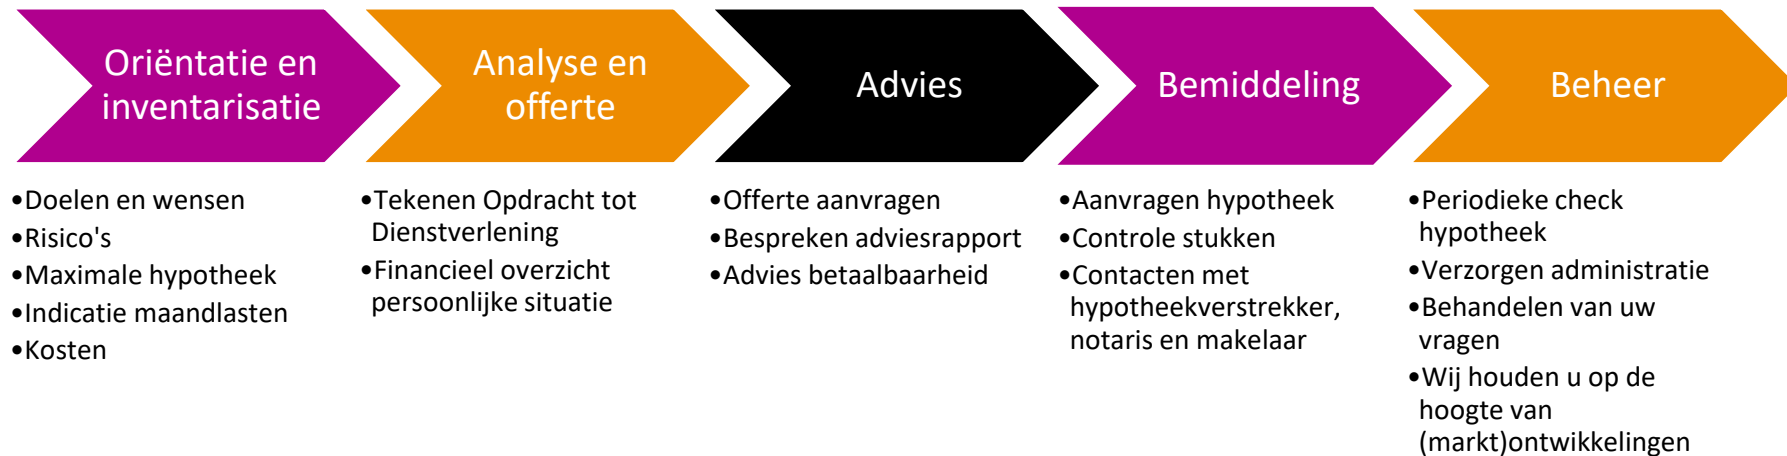 Oriëntatie en
inventarisatie
•Doelen en wensen
•Risico's
•Maximale hypotheek
•Indicatie maandlasten
•Kosten
Analyse en
offerte
•Tekenen Opdracht tot
Dienstverlening
•Financieel overzicht
persoonlijke situatie
Advies
•Offerte aanvragen
•Bespreken adviesrapport
•Advies betaalbaarheid
Bemiddeling
•Aanvragen hypotheek
•Controle stukken
•Contacten met
hypotheekverstrekker,
notaris en makelaar
Beheer
•Periodieke check
hypotheek
•Verzorgen administratie
•Behandelen van uw
vragen
•Wij houden u op de
hoogte van
(markt)ontwikkelingen